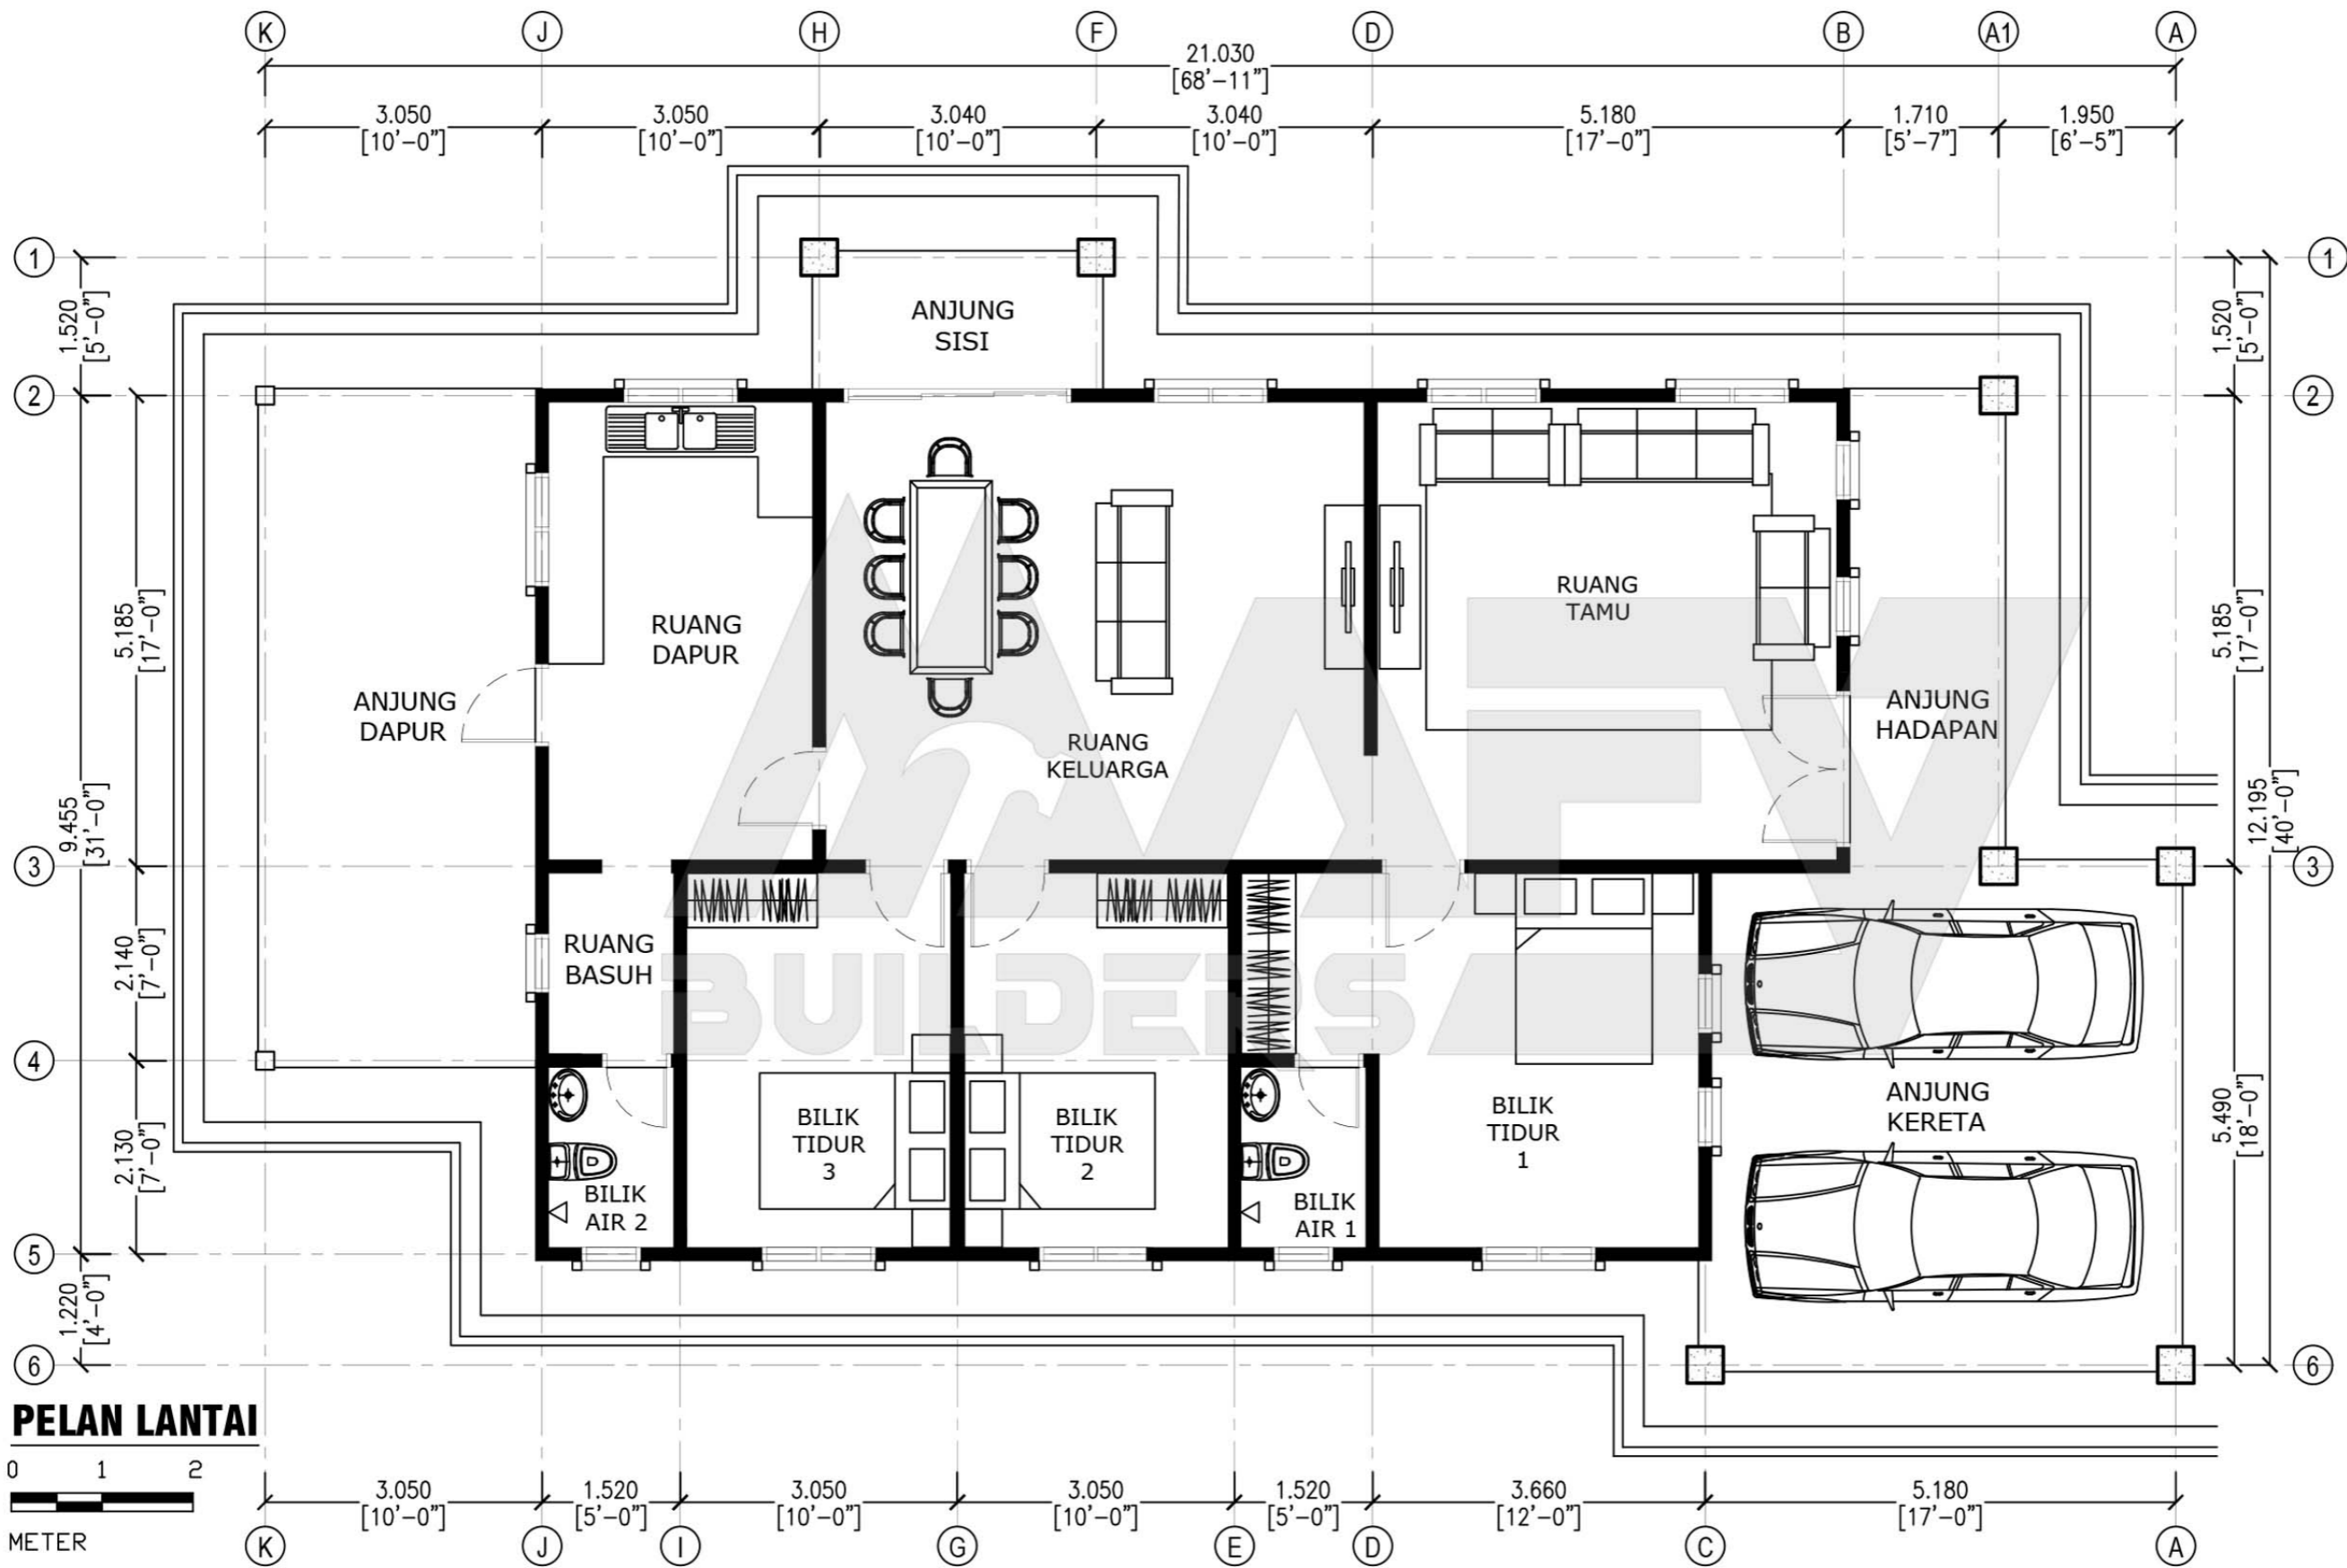 K J H F D B A1 A
21.030
[68'-11"]
3.050 3.050 3.040 3.040 5.180 1.710 1.950
[10'-0"] [10'-0"] [10'-0"] [10'-0"] [17'-0"] [5'-7"] [6'-5"]
1 1
1.520
[5'-0"]
ANJUNG
SISI
1.520
[5'-0"]
2 2
5.185
[17'-0"]
9.455
[31'-0"]
RUANG
DAPUR
ANJUNG
DAPUR
RUANG
KELUARGA
RUANG
TAMU
ANJUNG
HADAPAN
5.185
[17'-0"]
12.195
[40'-0"]
3 3
2.140
[7'-0"]
RUANG
BASUH
BUILDERS
4
2.130
[7'-0"]
BILIK
AIR 2
BILIK
TIDUR
3
BILIK
TIDUR
2
BILIK
AIR 1
BILIK
TIDUR
1
ANJUNG
KERETA
5.490
[18'-0"]
5
1.220
[4'-0"]
6 6
PELAN LANTAI
0 1 2
METER
3.050 1.520 3.050 3.050 1.520 3.660 5.180
[10'-0"] [5'-0"] [10'-0"] [10'-0"] [5'-0"] [12'-0"] [17'-0"]
K J I G E D C A